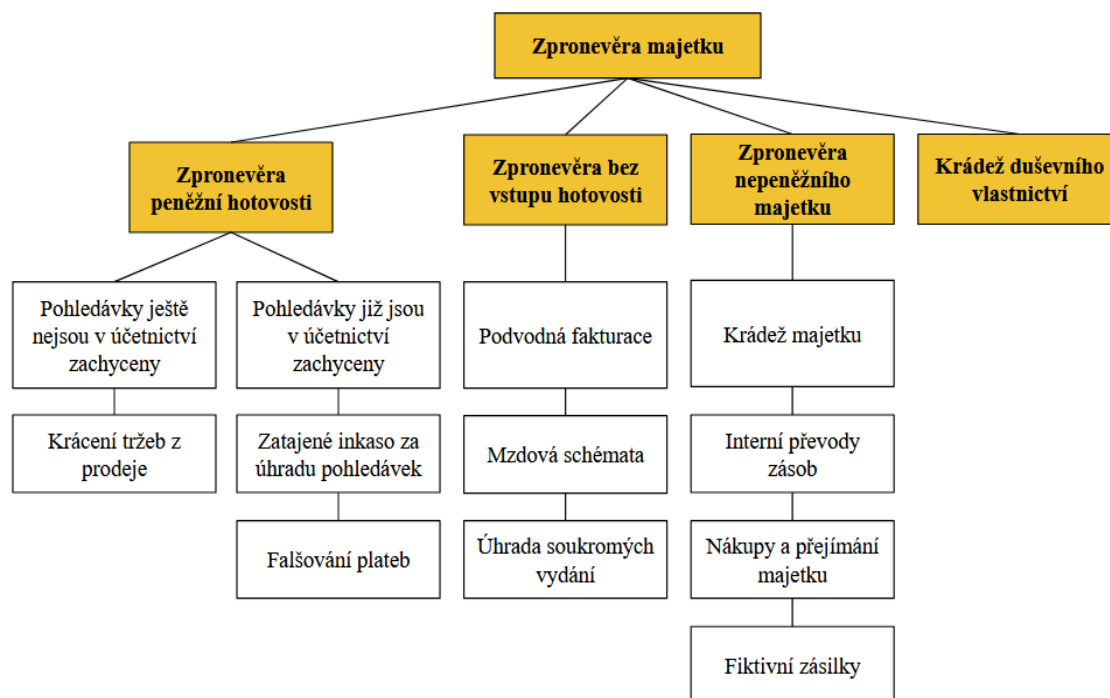 Zpronevěra majetku
Zpronevěra
peněžní hotovosti
Zpronevěra bez
vstupu hotovosti
Zpronevěra
nepeněžního
majetku
Krádež duševního
vlastnictví
Pohledávky ještě
nejsou v účetnictví
zachyceny
Pohledávky již jsou
v účetnictví
zachyceny
Podvodná fakturace
Krádež majetku
Krácení tržeb z
prodeje
Zatajené inkaso za
úhradu pohledávek
Mzdová schémata
Interní převody
zásob
Falšování plateb
Úhrada soukromých
vydání
Nákupy a přejímání
majetku
Fiktivní zásilky